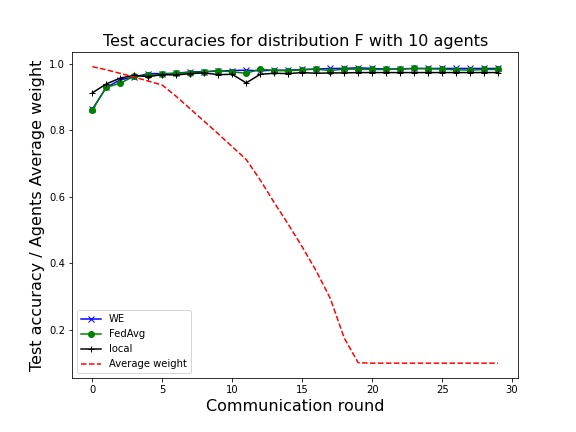 Test accuracies for distribution F with 10 agents
Test accuracy / Agents Average weight
1.0
0.8
0.6
0.4
0.2
WE
FedAvg
local
Average weight
0 5 10 15 20 25 30
Communication round